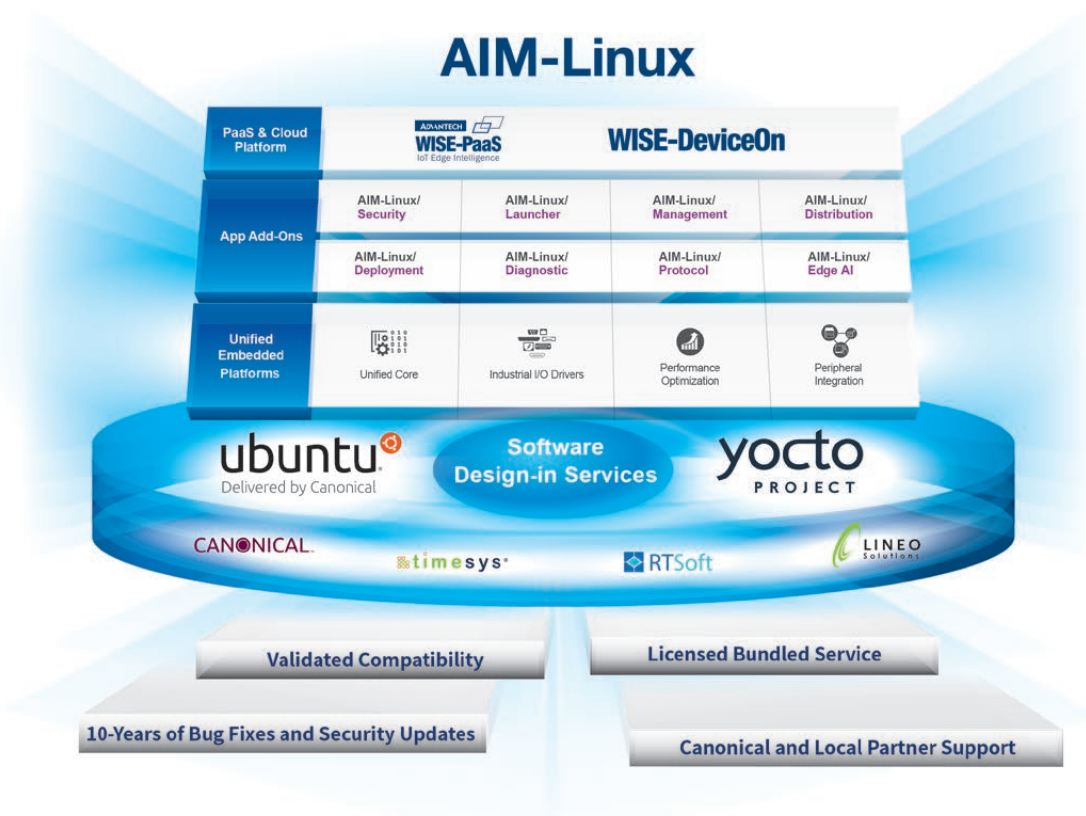 AIM-Linux
PaaS & Cloud
Platform
ADVANTECH
WISE-PaaS
IoT Edge Intelligence
WISE-DeviceOn
App Add-Ons
AIM-Linux/
Security
AIM-Linux/
Launcher
AIM-Linux/
Management
AIM-Linux/
Distribution
AIM-Linux/
Deployment
AIM-Linux/
Diagnostic
AIM-Linux/
Protocol
AIM-Linux/
Edge AI
Unified
Embedded
Platforms
010
101
010
101
Unified Core
Industrial I/O Drivers
Performance
Optimization
Peripheral
Integration
ubuntu
Delivered by Canonical
Software
Design-in Services
yocto
PROJECT
CANONICAL
timesys
RTSoft
LINEO
Solutions
Validated Compatibility
Licensed Bundled Service
10-Years of Bug Fixes and Security Updates
Canonical and Local Partner Support